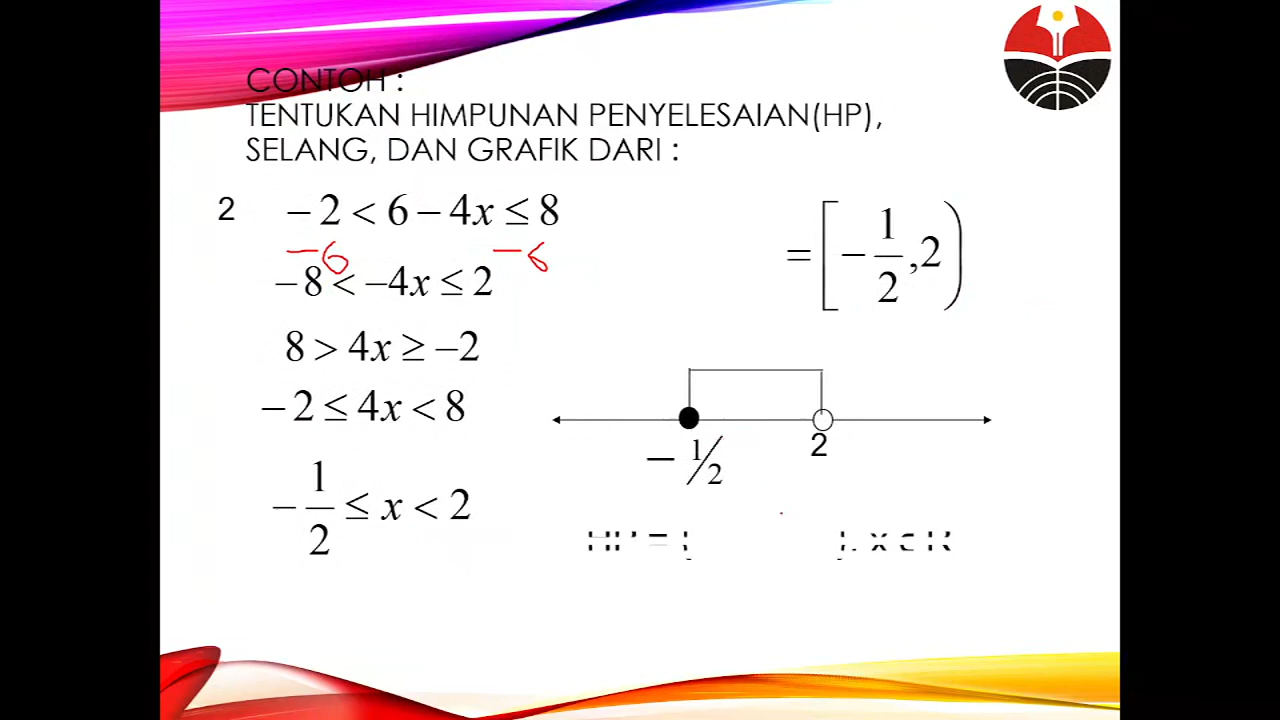 CONTOH :
TENTUKAN HIMPUNAN PENYELESAIAN(HP),
SELANG, DAN GRAFIK DARI :
2 − 2 < 6 − 4x ≤ 8
−6 −6
−8 < −4x ≤ 2
8 > 4x ≥ −2
− 2 ≤ 4x < 8
− 1/2 ≤ x < 2
= [− 1/2 ,2)
− 1/2 2